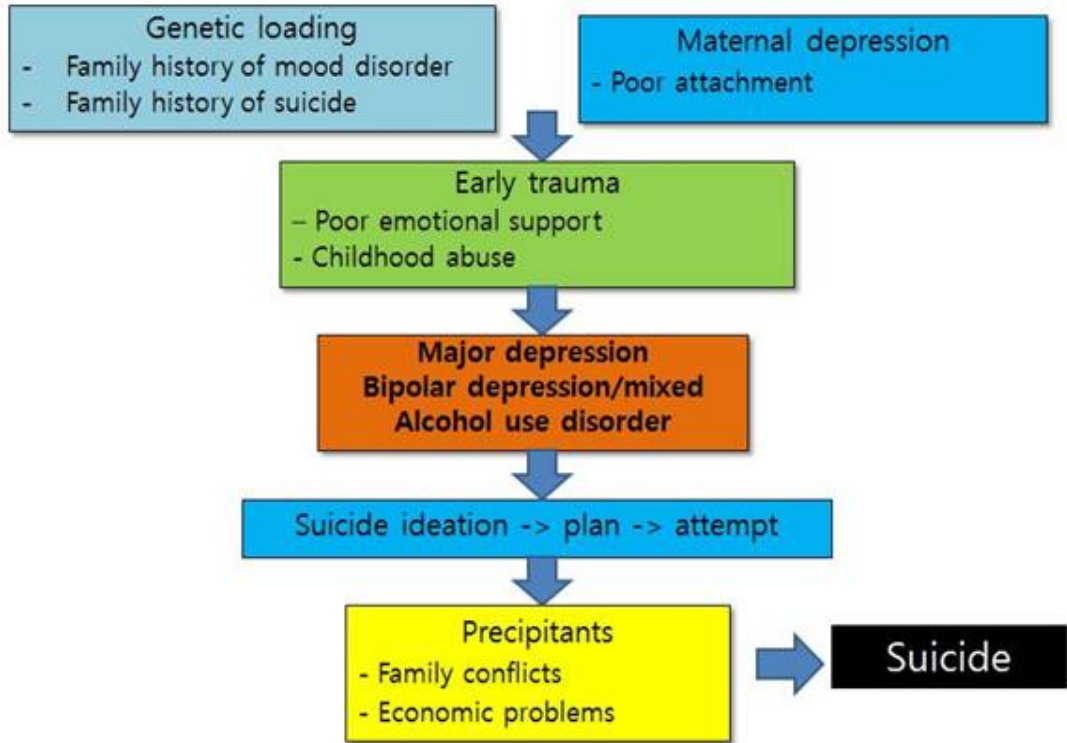 Genetic loading
- Family history of mood disorder
- Family history of suicide
Maternal depression
- Poor attachment
Early trauma
– Poor emotional support
- Childhood abuse
Major depression
Bipolar depression/mixed
Alcohol use disorder
Suicide ideation -> plan -> attempt
Precipitants
- Family conflicts
- Economic problems
Suicide